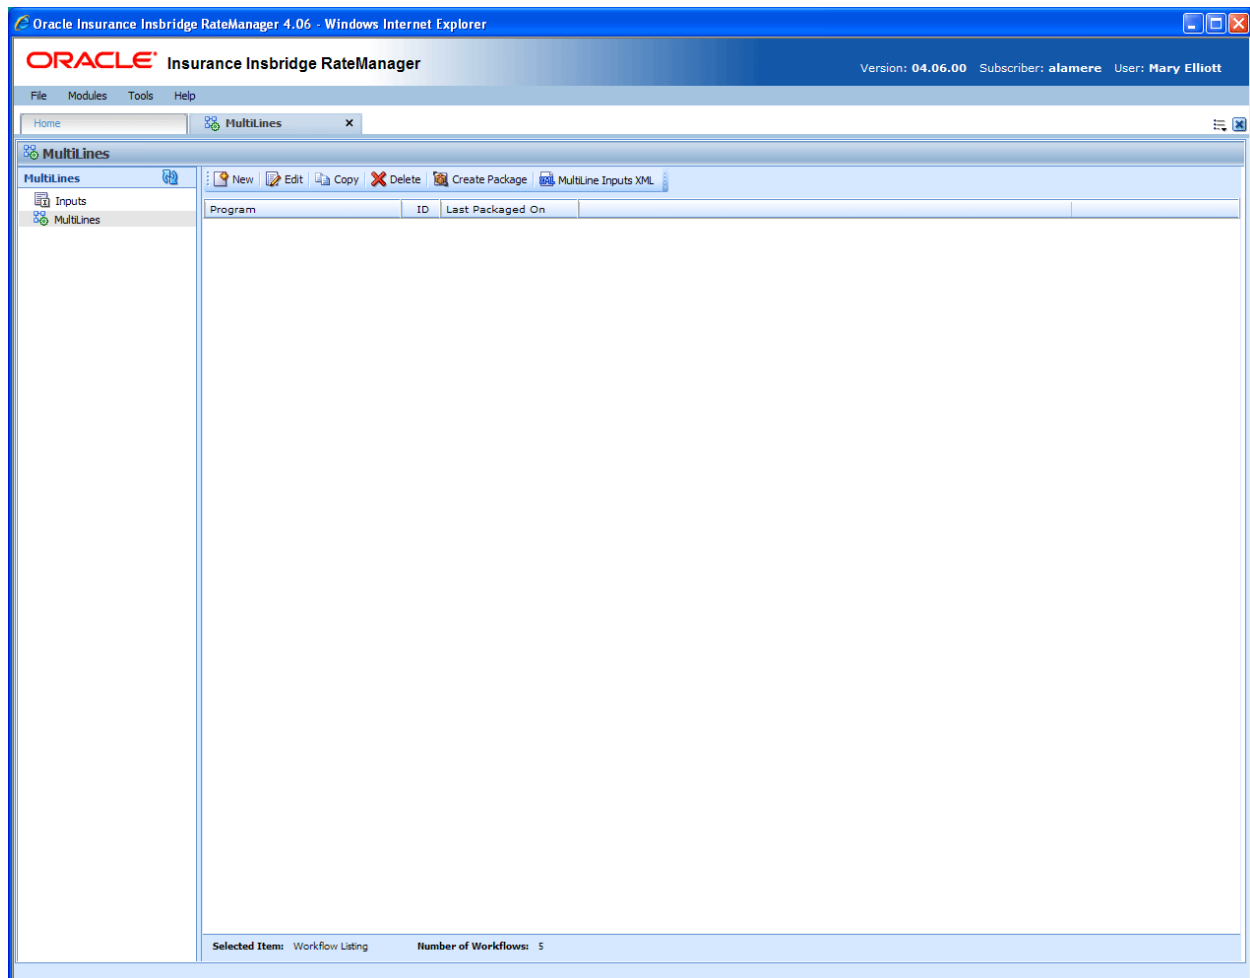 Oracle Insurance Insbridge RateManager 4.06 - Windows Internet Explorer
ORACLE® Insurance Insbridge RateManager
Version: 04.06.00 Subscriber: alamere User: Mary Elliott
File Modules Tools Help
Home MultiLines x
MultiLines
MultiLines
Inputs
MultiLines
New Edit Copy Delete Create Package MultiLine Inputs XML
Program ID Last Packaged On
Selected Item: Workflow Listing Number of Workflows: 5